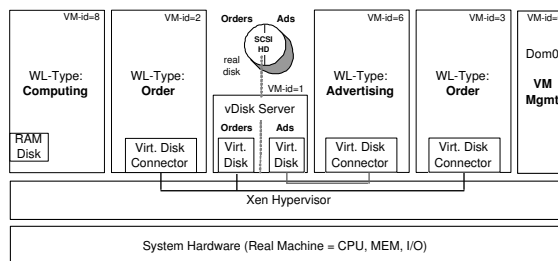 VM-id=8
WL-Type:
Computing
RAM
Disk
VM-id=2
WL-Type:
Order
Virt. Disk
Connector
Orders Ads
SCSI
HD
real
disk
VM-id=1
vDisk Server
Orders Ads
Virt.
Disk
Virt.
Disk
VM-id=6
WL-Type:
Advertising
Virt. Disk
Connector
VM-id=3
WL-Type:
Order
Virt. Disk
Connector
VM-id=
Dom0
VM
Mgmt
Xen Hypervisor
System Hardware (Real Machine = CPU, MEM, I/O)